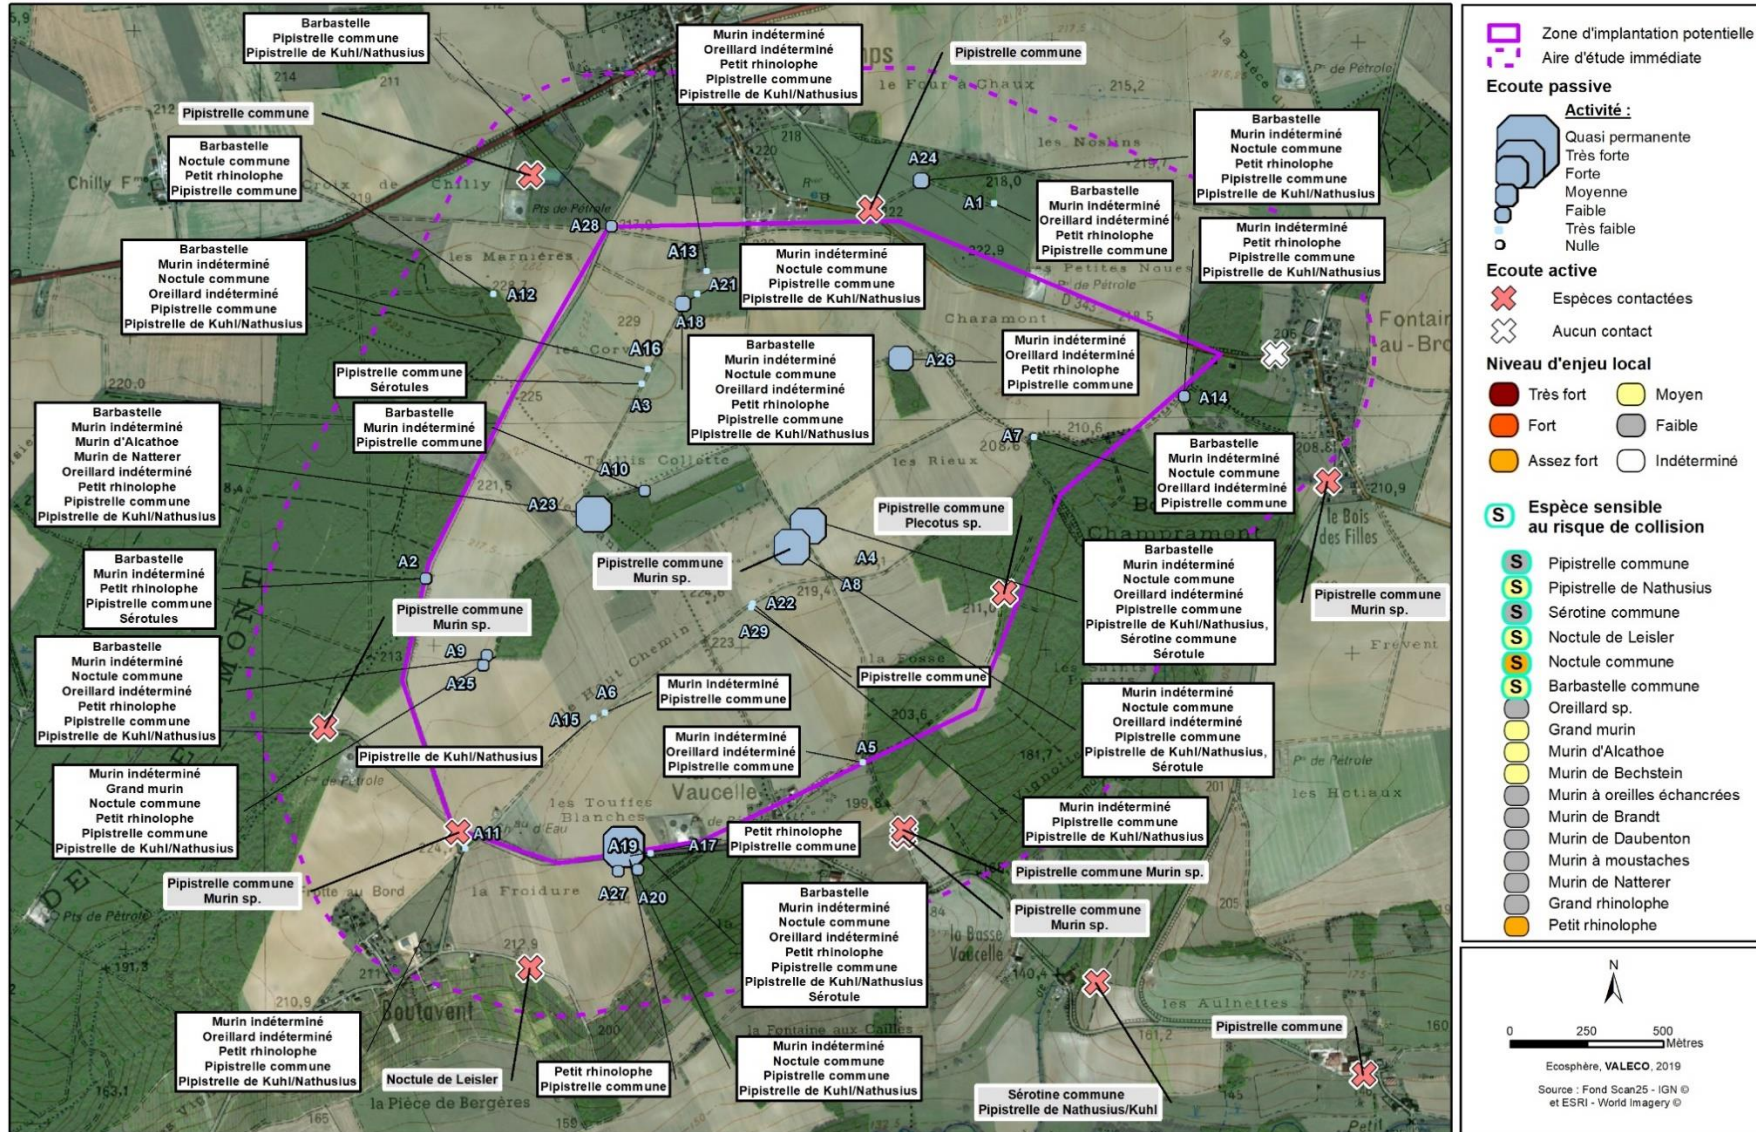 Barbastelle
Pipistrelle commune
Pipistrelle de Kuhl/Nathusius
Murin indéterminé
Oreillard indéterminé
Petit rhinolophe
Pipistrelle commune
Pipistrelle de Kuhl/Nathusius
Pipistrelle commune
Pipistrelle commune
Barbastelle
Noctule commune
Petit rhinolophe
Pipistrelle commune
Barbastelle
Murin indéterminé
Noctule commune
Petit rhinolophe
Pipistrelle commune
Pipistrelle de Kuhl/Nathusius
Barbastelle
Murin indéterminé
Oreillard indéterminé
Petit rhinolophe
Pipistrelle commune
Murin indéterminé
Petit rhinolophe
Pipistrelle commune
Pipistrelle de Kuhl/Nathusius
Barbastelle
Murin indéterminé
Noctule commune
Oreillard indéterminé
Pipistrelle commune
Pipistrelle de Kuhl/Nathusius
Murin indéterminé
Noctule commune
Pipistrelle commune
Pipistrelle de Kuhl/Nathusius
Barbastelle
Murin indéterminé
Noctule commune
Oreillard indéterminé
Petit rhinolophe
Pipistrelle commune
Pipistrelle de Kuhl/Nathusius
Murin indéterminé
Oreillard indéterminé
Petit rhinolophe
Pipistrelle commune
Pipistrelle commune
Sérotules
Barbastelle
Murin indéterminé
Murin d'Alcathoe
Murin de Natterer
Oreillard indéterminé
Petit rhinolophe
Pipistrelle commune
Pipistrelle de Kuhl/Nathusius
Barbastelle
Murin indéterminé
Pipistrelle commune
Barbastelle
Murin indéterminé
Noctule commune
Oreillard indéterminé
Pipistrelle commune
Pipistrelle commune
Plecotus sp.
Pipistrelle commune
Murin sp.
Barbastelle
Murin indéterminé
Noctule commune
Oreillard indéterminé
Pipistrelle commune
Pipistrelle de Kuhl/Nathusius,
Sérotine commune
Sérotule
Pipistrelle commune
Murin sp.
Barbastelle
Murin indéterminé
Petit rhinolophe
Pipistrelle commune
Sérotules
Pipistrelle commune
Murin sp.
Barbastelle
Murin indéterminé
Noctule commune
Oreillard indéterminé
Petit rhinolophe
Pipistrelle commune
Pipistrelle de Kuhl/Nathusius
Murin indéterminé
Pipistrelle commune
Pipistrelle commune
Murin indéterminé
Noctule commune
Oreillard indéterminé
Pipistrelle commune
Pipistrelle de Kuhl/Nathusius,
Sérotule
Pipistrelle de Kuhl/Nathusius
Murin indéterminé
Oreillard indéterminé
Pipistrelle commune
Murin indéterminé
Grand murin
Noctule commune
Petit rhinolophe
Pipistrelle commune
Pipistrelle de Kuhl/Nathusius
Murin indéterminé
Pipistrelle commune
Pipistrelle de Kuhl/Nathusius
Petit rhinolophe
Pipistrelle commune
Pipistrelle commune Murin sp.
Pipistrelle commune
Murin sp.
Pipistrelle commune
Murin sp.
Barbastelle
Murin indéterminé
Noctule commune
Oreillard indéterminé
Petit rhinolophe
Pipistrelle commune
Pipistrelle de Kuhl/Nathusius
Sérotule
Murin indéterminé
Oreillard indéterminé
Petit rhinolophe
Pipistrelle commune
Pipistrelle de Kuhl/Nathusius
Noctule de Leisler
Petit rhinolophe
Pipistrelle commune
Murin indéterminé
Noctule commune
Pipistrelle commune
Pipistrelle de Kuhl/Nathusius
Sérotine commune
Pipistrelle de Nathusius/Kuhl
Pipistrelle commune
A24
A1
A28
A13
A12
A21
A18
A16
A3
A26
A14
A7
A10
A23
A4
A8
A2
A22
A29
A9
A25
A6
A15
A5
A11
A19
A17
A27
A20
le Four à Chaux
les Noslins
Chilly Fme
Croix de Chilly
Pts de Pétrole
les Marnières
les Petites Noues
Charamont
Fontain
au-Bro
Taillis Collette
les Rieux
Champramont
le Bois
des Filles
Frévent
le Haut Chemin
la Fosse
les Touffes
Blanches
Vaucelle
les Hotiaux
la Froidure
la Basse
Vaucelle
Boutavent
la Fontaine aux Cailles
les Aulnettes
la Pièce de Bergères
Petit
Zone d'implantation potentielle
Aire d'étude immédiate
Ecoute passive
Activité :
Quasi permanente
Très forte
Forte
Moyenne
Faible
Très faible
Nulle
Ecoute active
Espèces contactées
Aucun contact
Niveau d'enjeu local
Très fort
Moyen
Fort
Faible
Assez fort
Indéterminé
S Espèce sensible
au risque de collision
S Pipistrelle commune
S Pipistrelle de Nathusius
S Sérotine commune
S Noctule de Leisler
S Noctule commune
S Barbastelle commune
Oreillard sp.
Grand murin
Murin d'Alcathoe
Murin de Bechstein
Murin à oreilles échancrées
Murin de Brandt
Murin de Daubenton
Murin à moustaches
Murin de Natterer
Grand rhinolophe
Petit rhinolophe
N
0 250 500
Mètres
Ecosphère, VALECO, 2019
Source : Fond Scan25 - IGN ©
et ESRI - World Imagery ©